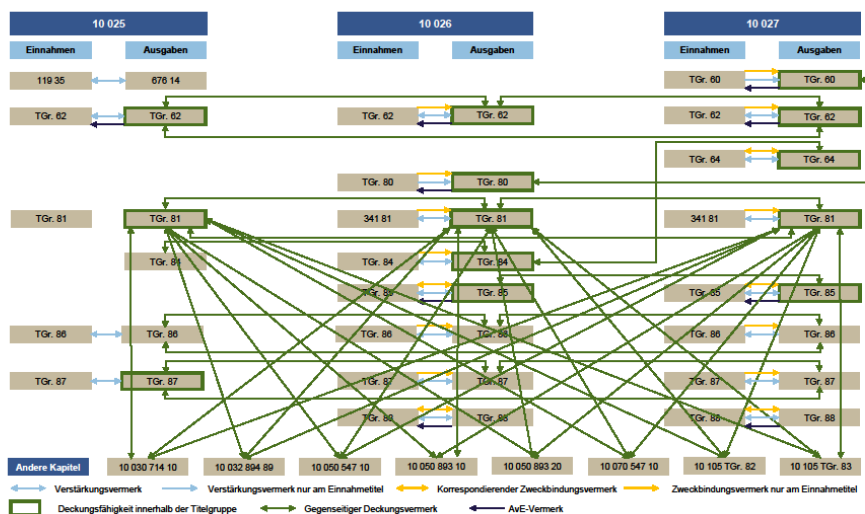 10 025 10 026 10 027
Einnahmen Ausgaben Einnahmen Ausgaben Einnahmen Ausgaben
119 35 676 14 TGr. 60 TGr. 60
TGr. 62 TGr. 62 TGr. 62 TGr. 62 TGr. 62 TGr. 62
TGr. 64 TGr. 64
TGr. 80 TGr. 80
TGr. 81 TGr. 81 341 81 TGr. 81 341 81 TGr. 81
TGr. 84 TGr. 84 TGr. 84
TGr. 85 TGr. 85 TGr. 85 TGr. 85
TGr. 86 TGr. 86 TGr. 86 TGr. 86 TGr. 86 TGr. 86
TGr. 87 TGr. 87 TGr. 87 TGr. 87 TGr. 87 TGr. 87
TGr. 88 TGr. 88 TGr. 88 TGr. 88
Andere Kapitel 10 030 714 10 10 032 894 89 10 050 547 10 10 050 893 10 10 050 893 20 10 070 547 10 10 105 TGr. 82 10 105 TGr. 83
Verstärkungsvermerk Verstärkungsvermerk nur am Einnahmetitel Korrespondierender Zweckbindungsvermerk Zweckbindungsvermerk nur am Einnahmetitel
Deckungsfähigkeit innerhalb der Titelgruppe Gegenseitiger Deckungsvermerk AvE-Vermerk